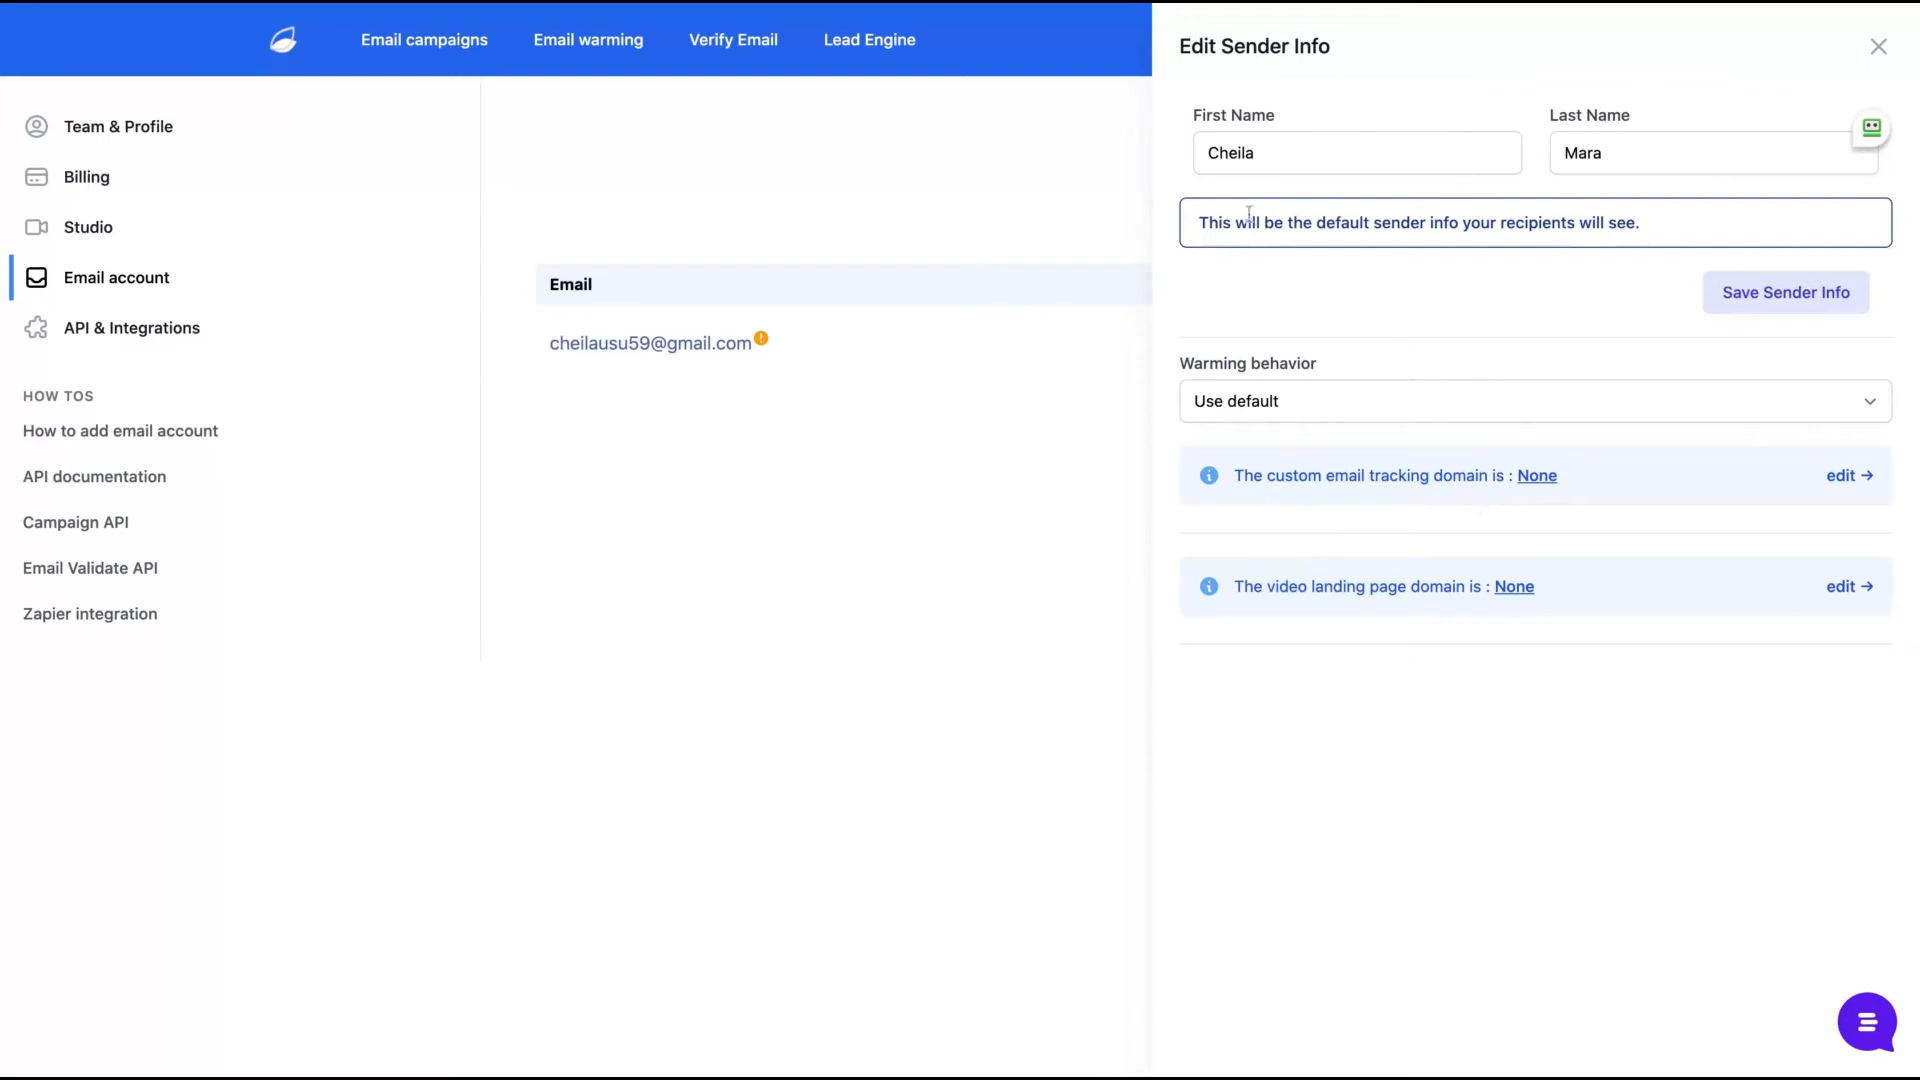 Email campaigns
Email warming
Verify Email
Lead Engine
Team & Profile
Billing
Studio
Email account
API & Integrations
HOW TOS
How to add email account
API documentation
Campaign API
Email Validate API
Zapier integration
Email
cheilausu59@gmail.com
Edit Sender Info
First Name
Last Name
Cheila
Mara
This will be the default sender info your recipients will see.
Save Sender Info
Warming behavior
Use default
The custom email tracking domain is : None
edit →
The video landing page domain is : None
edit →